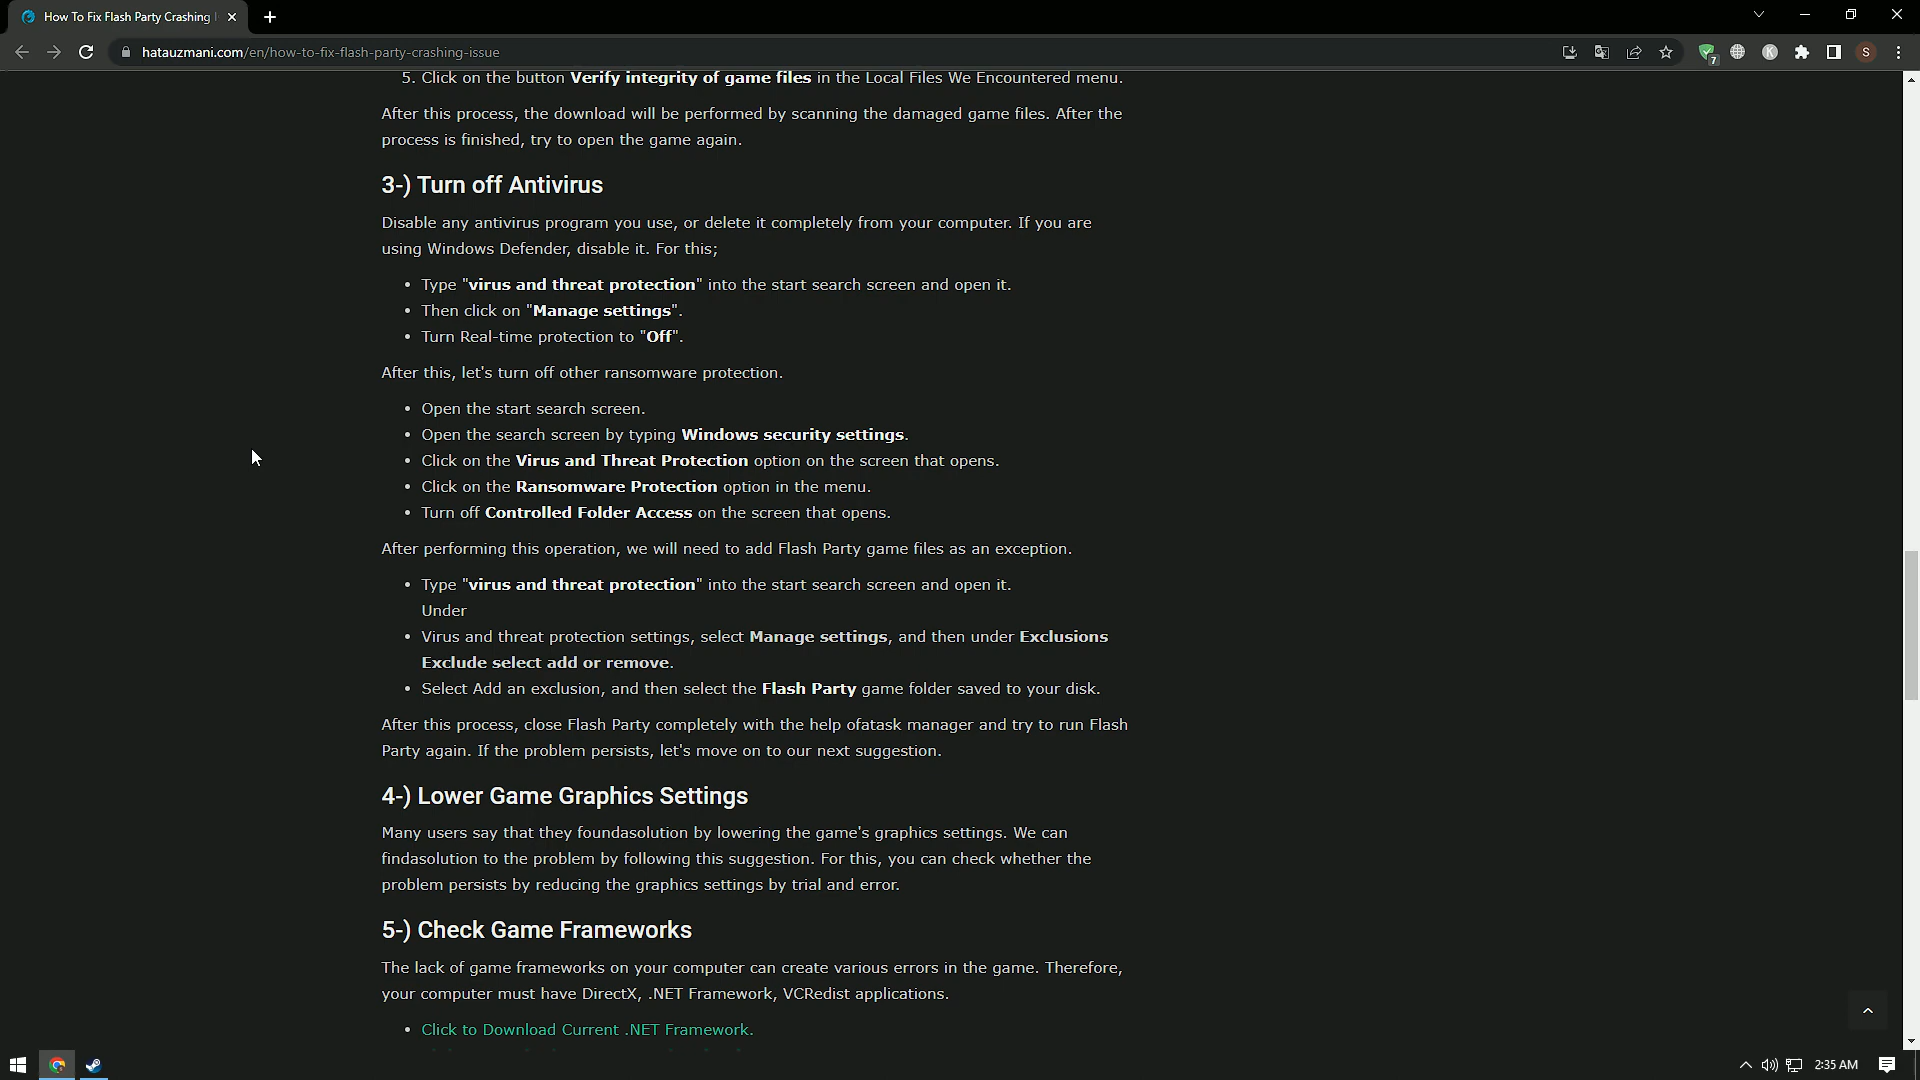 How To Fix Flash Party Crashing
hatauzmani.com/en/how-to-fix-flash-party-crashing-issue
7
K
S
5. Click on the button Verify integrity of game files in the Local Files We Encountered menu.
After this process, the download will be performed by scanning the damaged game files. After the
process is finished, try to open the game again.
3-) Turn off Antivirus
Disable any antivirus program you use, or delete it completely from your computer. If you are
using Windows Defender, disable it. For this;
• Type "virus and threat protection" into the start search screen and open it.
• Then click on "Manage settings".
• Turn Real-time protection to "Off".
After this, let's turn off other ransomware protection.
• Open the start search screen.
• Open the search screen by typing Windows security settings.
• Click on the Virus and Threat Protection option on the screen that opens.
• Click on the Ransomware Protection option in the menu.
• Turn off Controlled Folder Access on the screen that opens.
After performing this operation, we will need to add Flash Party game files as an exception.
• Type "virus and threat protection" into the start search screen and open it.
Under
• Virus and threat protection settings, select Manage settings, and then under Exclusions
Exclude select add or remove.
• Select Add an exclusion, and then select the Flash Party game folder saved to your disk.
After this process, close Flash Party completely with the help ofatask manager and try to run Flash
Party again. If the problem persists, let's move on to our next suggestion.
4-) Lower Game Graphics Settings
Many users say that they foundasolution by lowering the game's graphics settings. We can
findasolution to the problem by following this suggestion. For this, you can check whether the
problem persists by reducing the graphics settings by trial and error.
5-) Check Game Frameworks
The lack of game frameworks on your computer can create various errors in the game. Therefore,
your computer must have DirectX, .NET Framework, VCRedist applications.
• Click to Download Current .NET Framework.
2:35 AM